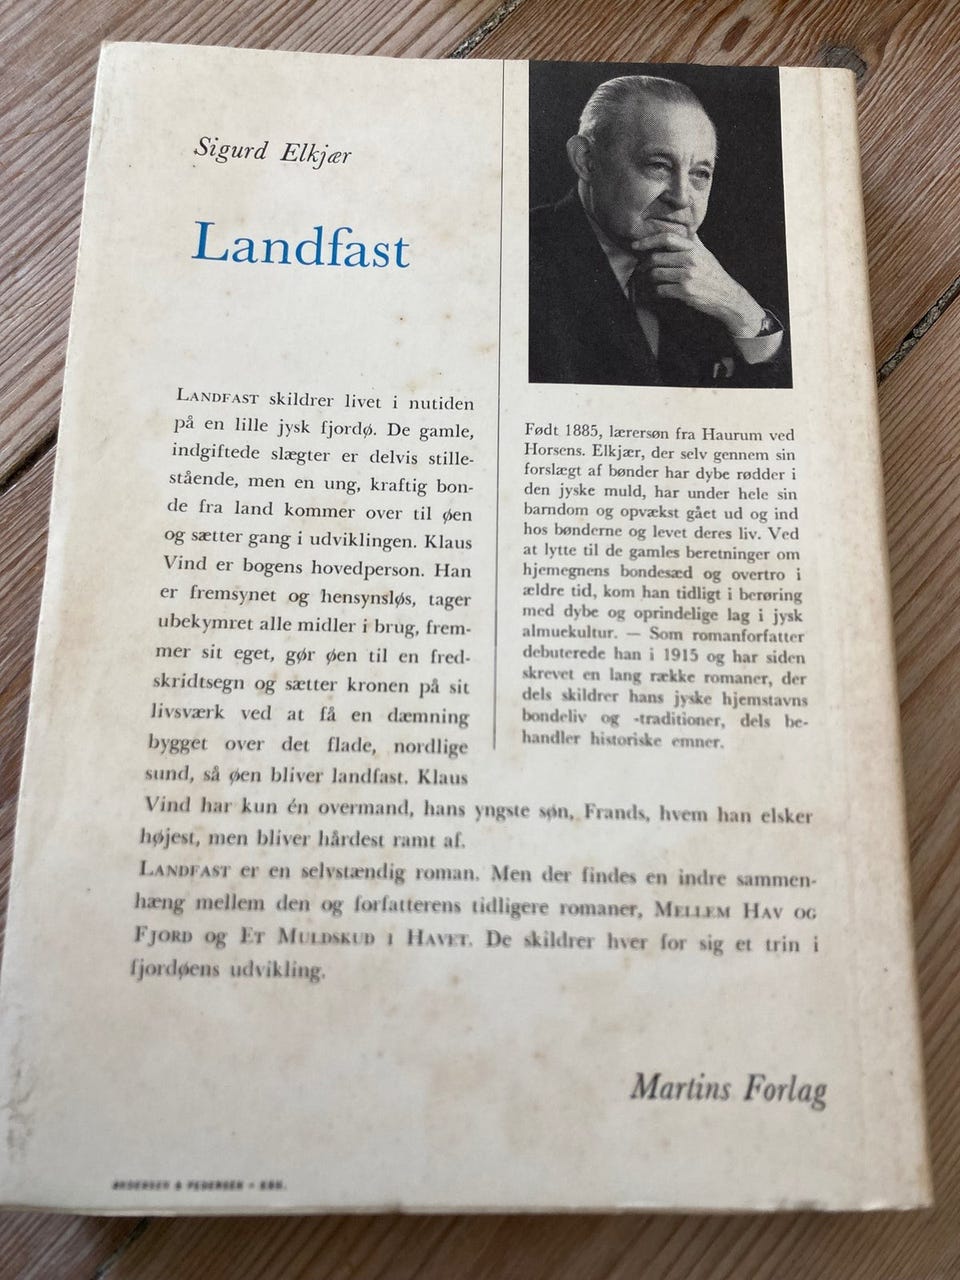 Sigurd Elkjær
Landfast
LANDFAST skildrer livet i nutiden
på en lille jysk fjordø. De gamle,
indgiftede slægter er delvis stille-
stående, men en ung, kraftig bon-
de fra land kommer over til øen
og sætter gang i udviklingen. Klaus
Vind er bogens hovedperson. Han
er fremsynet og hensynsløs, tager
ubekymret alle midler i brug, frem-
mer sit eget, gør øen til en fred-
skridtsegn og sætter kronen på sit
livsværk ved at få en dæmning
bygget over det flade, nordlige
sund, så øen bliver landfast. Klaus
Vind har kun én overmand, hans yngste søn, Frands, hvem han elsker
højest, men bliver hårdest ramt af.
LANDFAST er en selvstændig roman. Men der findes en indre sammen-
hæng mellem den og forfatterens tidligere romaner, MELLEM HAV OG
FJORD og ET MULDSKUD I HAVET. De skildrer hver for sig et trin i
fjordøens udvikling.
Født 1885, lærersøn fra Haurum ved
Horsens. Elkjær, der selv gennem sin
forslægt af bønder har dybe rødder i
den jyske muld, har under hele sin
barndom og opvækst gået ud og ind
hos bønderne og levet deres liv. Ved
at lytte til de gamles beretninger om
hjemegnens bondesæd og overtro i
ældre tid, kom han tidligt i berøring
med dybe og oprindelige lag i jysk
almuekultur. — Som romanforfatter
debuterede han i 1915 og har siden
skrevet en lang række romaner, der
dels skildrer hans jyske hjemstavns
bondeliv og -traditioner, dels be-
handler historiske emner.
Martins Forlag
ANDERSEN & PEDERSEN - KBH.